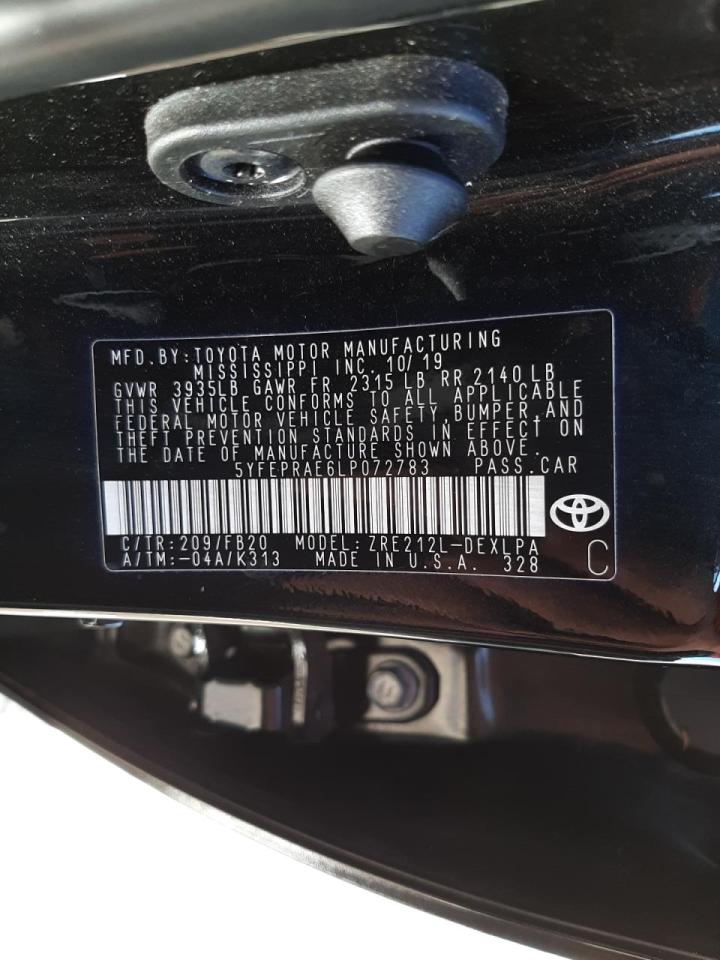 MFD.BY:TOYOTA MOTOR MANUFACTURING
MISSISSIPPI INC. 10/19
GVWR 3935LB GAWR FR 2315 LB, RR 2140 LB
THIS VEHICLE CONFORMS TO ALL APPLICABLE
FEDERAL MOTOR VEHICLE SAFETY, BUMPER, AND
THEFT PREVENTION STANDARDS IN EFFECT ON
THE DATE OF MANUFACTURE SHOWN ABOVE.
5YFEPRAE6LP072783 PASS.CAR
C/TR:209/FB20 MODEL:ZRE212L-DEXLPA
A/TM:-04A/K313 MADE IN U.S.A. 328 C